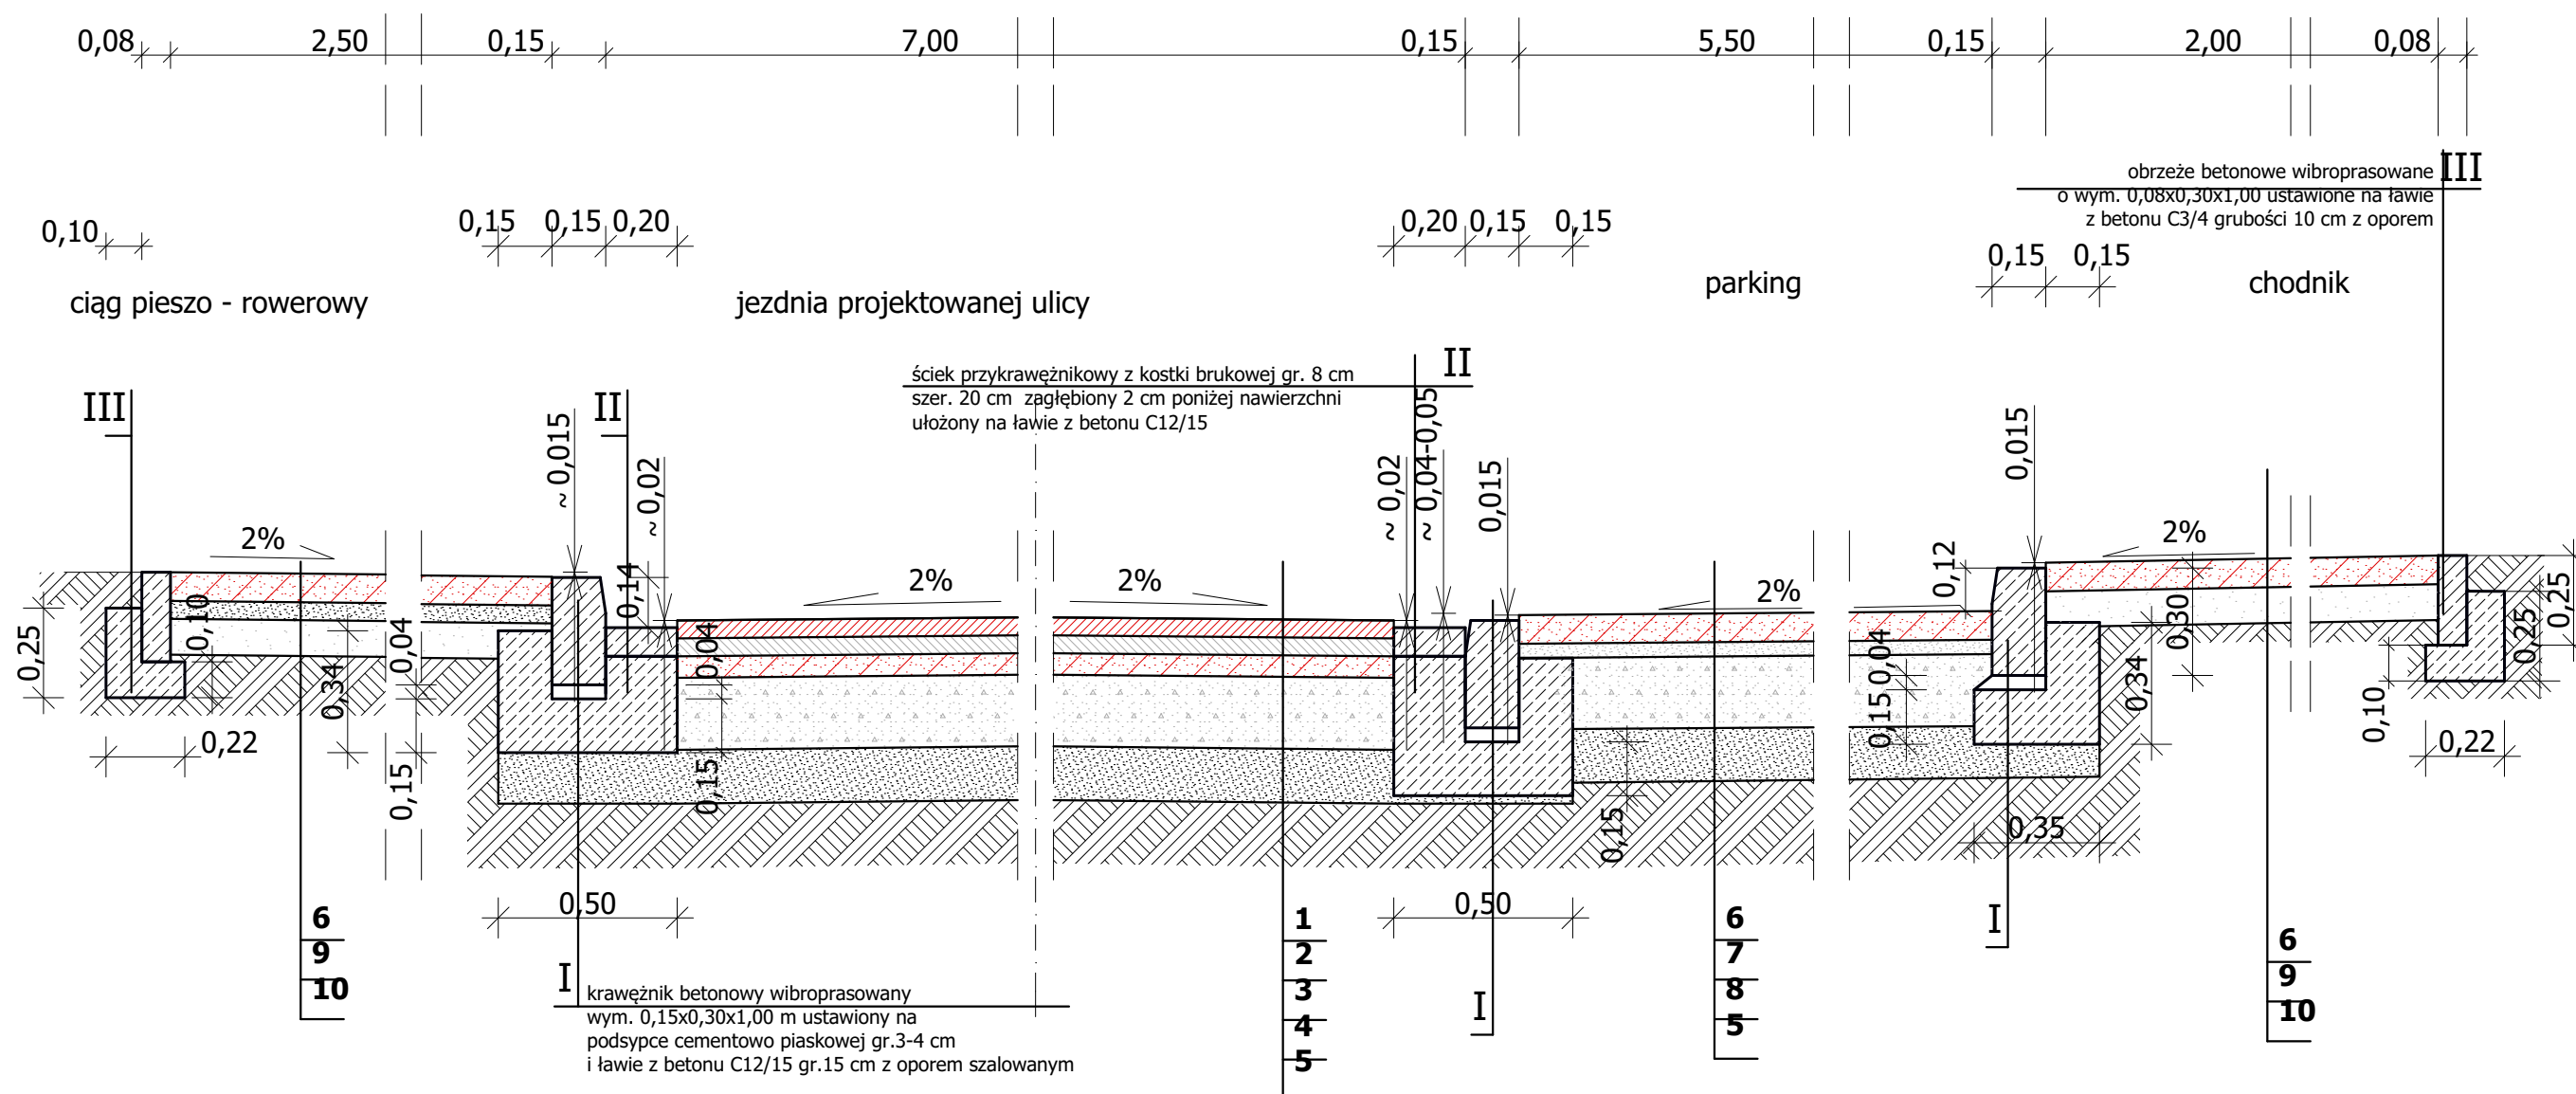 0,08 2,50 0,15 7,00 0,15 5,50 0,15 2,00 0,08
obrzeże betonowe wibroprasowane III
o wym. 0,08x0,30x1,00 ustawione na ławie
z betonu C3/4 grubości 10 cm z oporem
0,10 0,15 0,15 0,20 0,20 0,15 0,15 0,15 0,15
ciąg pieszo - rowerowy jezdnia projektowanej ulicy parking chodnik
II
ściek przykrawężnikowy z kostki brukowej gr. 8 cm
szer. 20 cm zagłębiony 2 cm poniżej nawierzchni
ułożony na ławie z betonu C12/15
III II
~ 0,015 ~ 0,02 ~ 0,02 ~ 0,04-0,05 0,015 0,015
2% 2% 2% 2% 2%
0,14 0,12
0,25 0,10 0,34 0,04 0,15 0,04 0,15 0,15 0,04 0,15 0,30 0,34 0,25 0,25 0,10
0,22 0,22
0,35
0,50 0,50
6
9
10
1
2
3
4
5
6
7
8
5
6
9
10
I I I
krawężnik betonowy wibroprasowany
wym. 0,15x0,30x1,00 m ustawiony na
podsypce cementowo piaskowej gr.3-4 cm
i ławie z betonu C12/15 gr.15 cm z oporem szalowanym